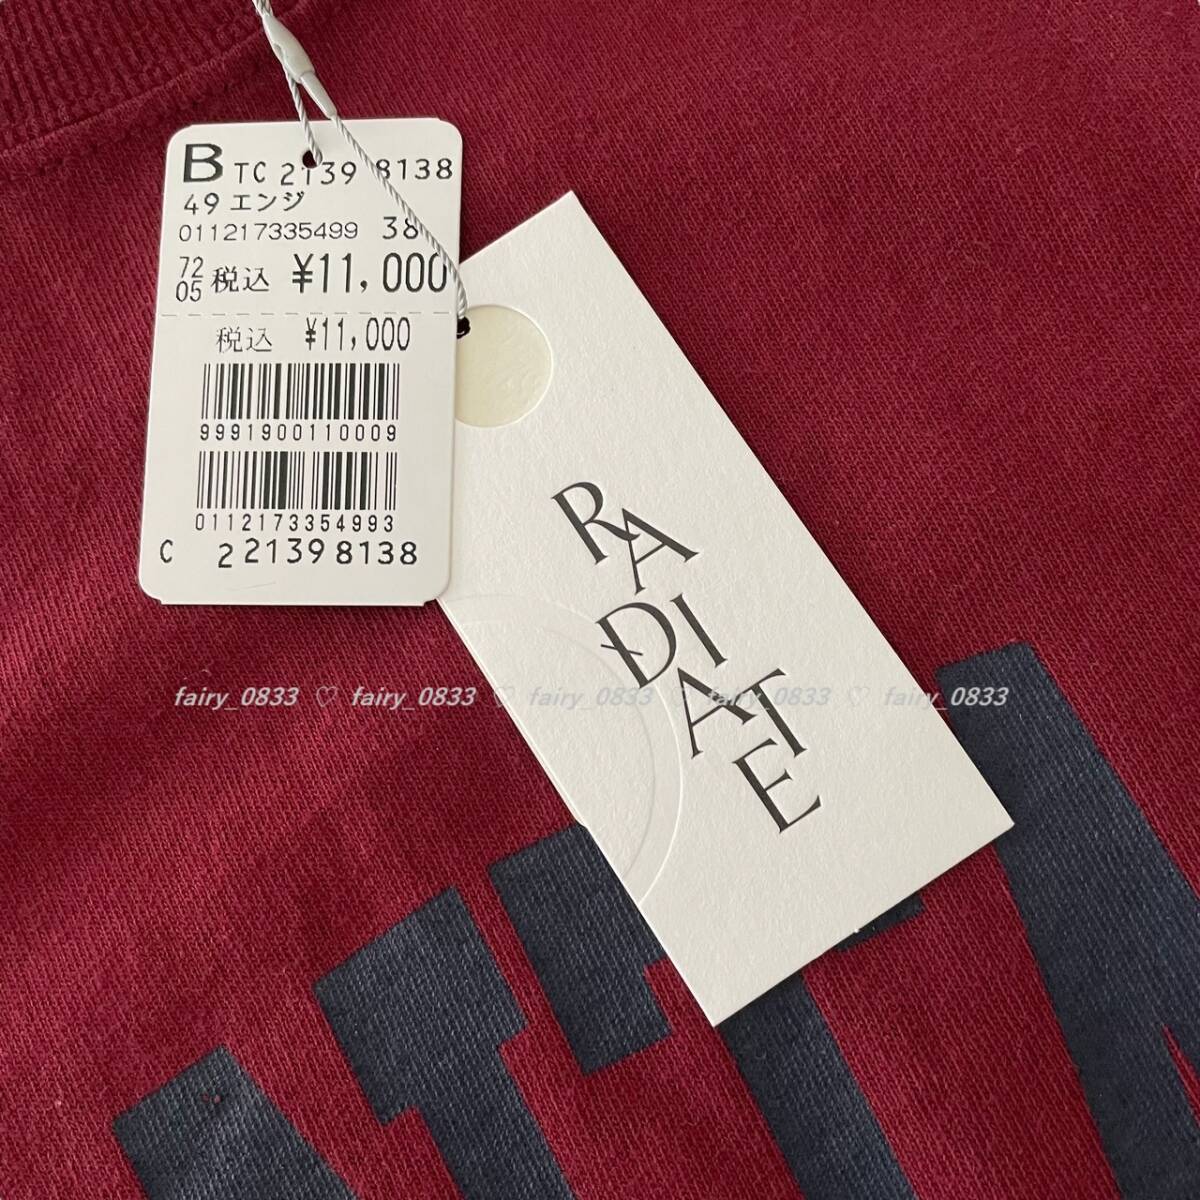 B TC 2139 8138
49 エンジ
011217335499 38
72
05 税込 ¥11,000
税込 ¥11,000
9991900110009
0112173354993
C 2 2139 8138
RADIATE
fairy_0833 ♡ fairy_0833 ♡ fairy_0833 ♡ fairy_0833 ♡ fairy_0833